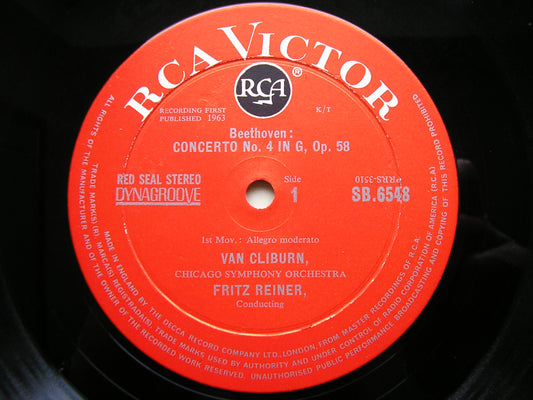 RCA VICTOR
®
RCA
RECORDING FIRST
PUBLISHED 1963
K/T
Beethoven:
CONCERTO No. 4 IN G, Op. 58
RED SEAL STEREO
DYNAGROOVE
Side
1
RRS-3510
SB.6548
1st Mov.: Allegro moderato
VAN CLIBURN,
CHICAGO SYMPHONY ORCHESTRA
FRITZ REINER,
Conducting
TRADE MARK(S) (R) MARCA(S) REGISTRADA(S) TRADE MARKS USED BY AUTHORITY AND UNDER CONTROL OF RADIO CORPORATION OF AMERICA (R.C.A.)
MADE IN ENGLAND BY THE DECCA RECORD COMPANY LTD., LONDON, FROM MASTER RECORDINGS OF R.C.A.
ALL RIGHTS OF THE MANUFACTURER AND OF THE OWNER OF THE RECORDED WORK RESERVED. UNAUTHORISED PUBLIC PERFORMANCE BROADCASTING AND COPYING OF THIS RECORD PROHIBITED